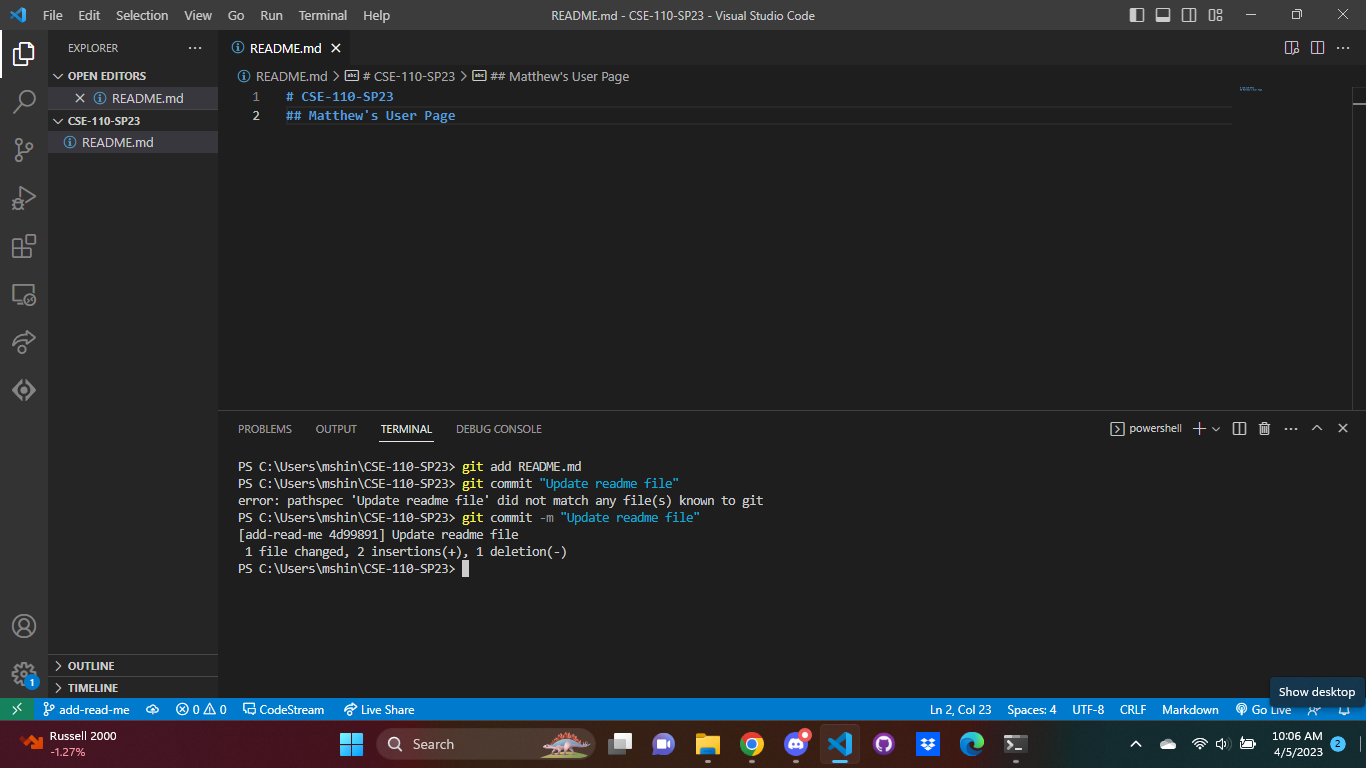 File Edit Selection View Go Run Terminal Help README.md - CSE-110-SP23 - Visual Studio Code
EXPLORER ···
OPEN EDITORS
README.md
CSE-110-SP23
README.md
OUTLINE
TIMELINE
README.md
README.md > # CSE-110-SP23 > ## Matthew's User Page
1 # CSE-110-SP23
2 ## Matthew's User Page
PROBLEMS OUTPUT TERMINAL DEBUG CONSOLE powershell
PS C:\Users\mshin\CSE-110-SP23> git add README.md
PS C:\Users\mshin\CSE-110-SP23> git commit "Update readme file"
error: pathspec 'Update readme file' did not match any file(s) known to git
PS C:\Users\mshin\CSE-110-SP23> git commit -m "Update readme file"
[add-read-me 4d99891] Update readme file
1 file changed, 2 insertions(+), 1 deletion(-)
PS C:\Users\mshin\CSE-110-SP23>
1
Show desktop
add-read-me 0 0 CodeStream Live Share Ln 2, Col 23 Spaces: 4 UTF-8 CRLF Markdown Go Live
Russell 2000
-1.27%
Search
10:06 AM
4/5/2023
2